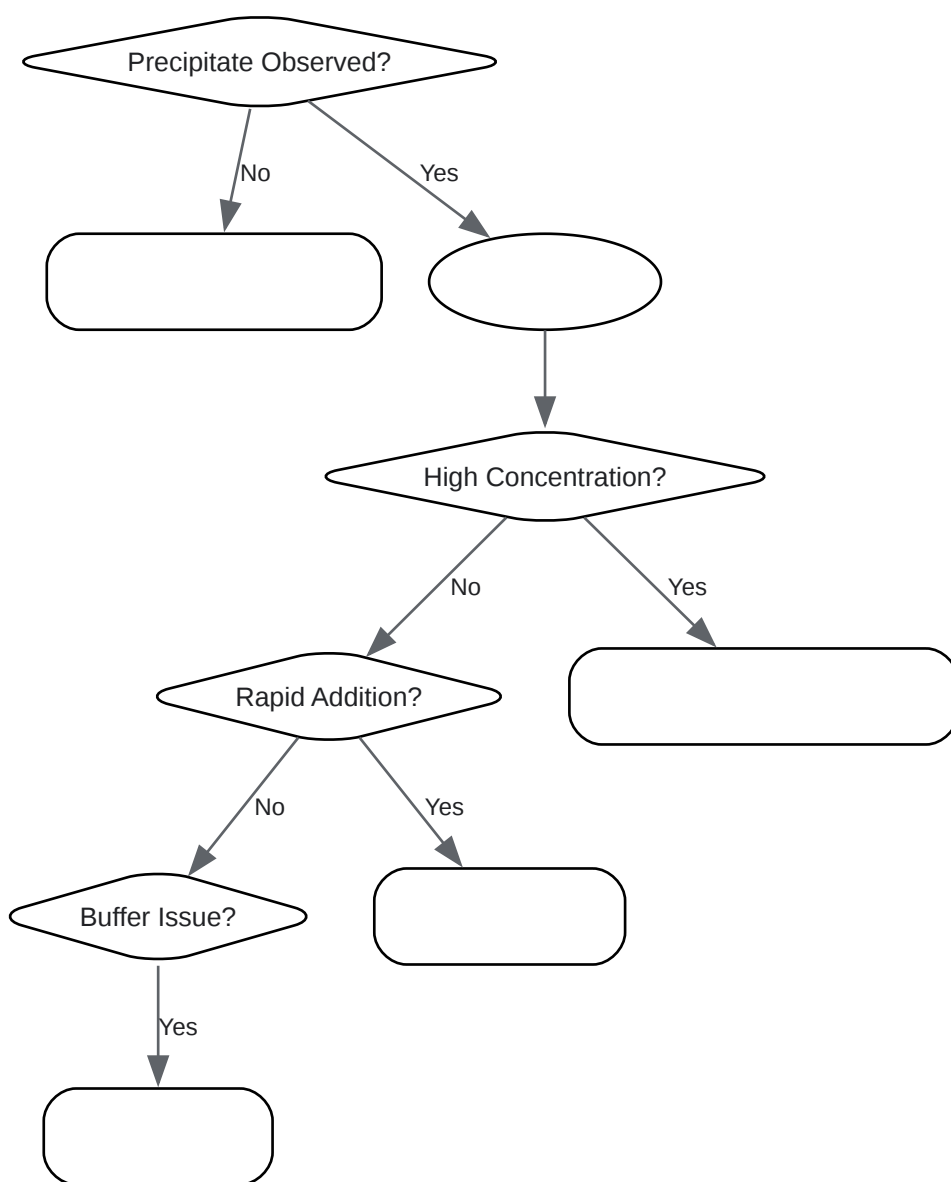 Precipitate Observed?
No
Yes
High Concentration?
No
Yes
Rapid Addition?
No
Yes
Buffer Issue?
Yes